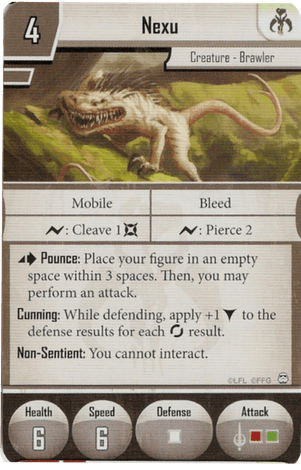 4
Nexu
Creature - Brawler
Mobile
Bleed
: Cleave 1
: Pierce 2
Pounce: Place your figure in an empty
space within 3 spaces. Then, you may
perform an attack.
Cunning: While defending, apply +1 to the
defense results for each result.
Non-Sentient: You cannot interact.
©LFL ©FFG
Health
Speed
Defense
Attack
6
6